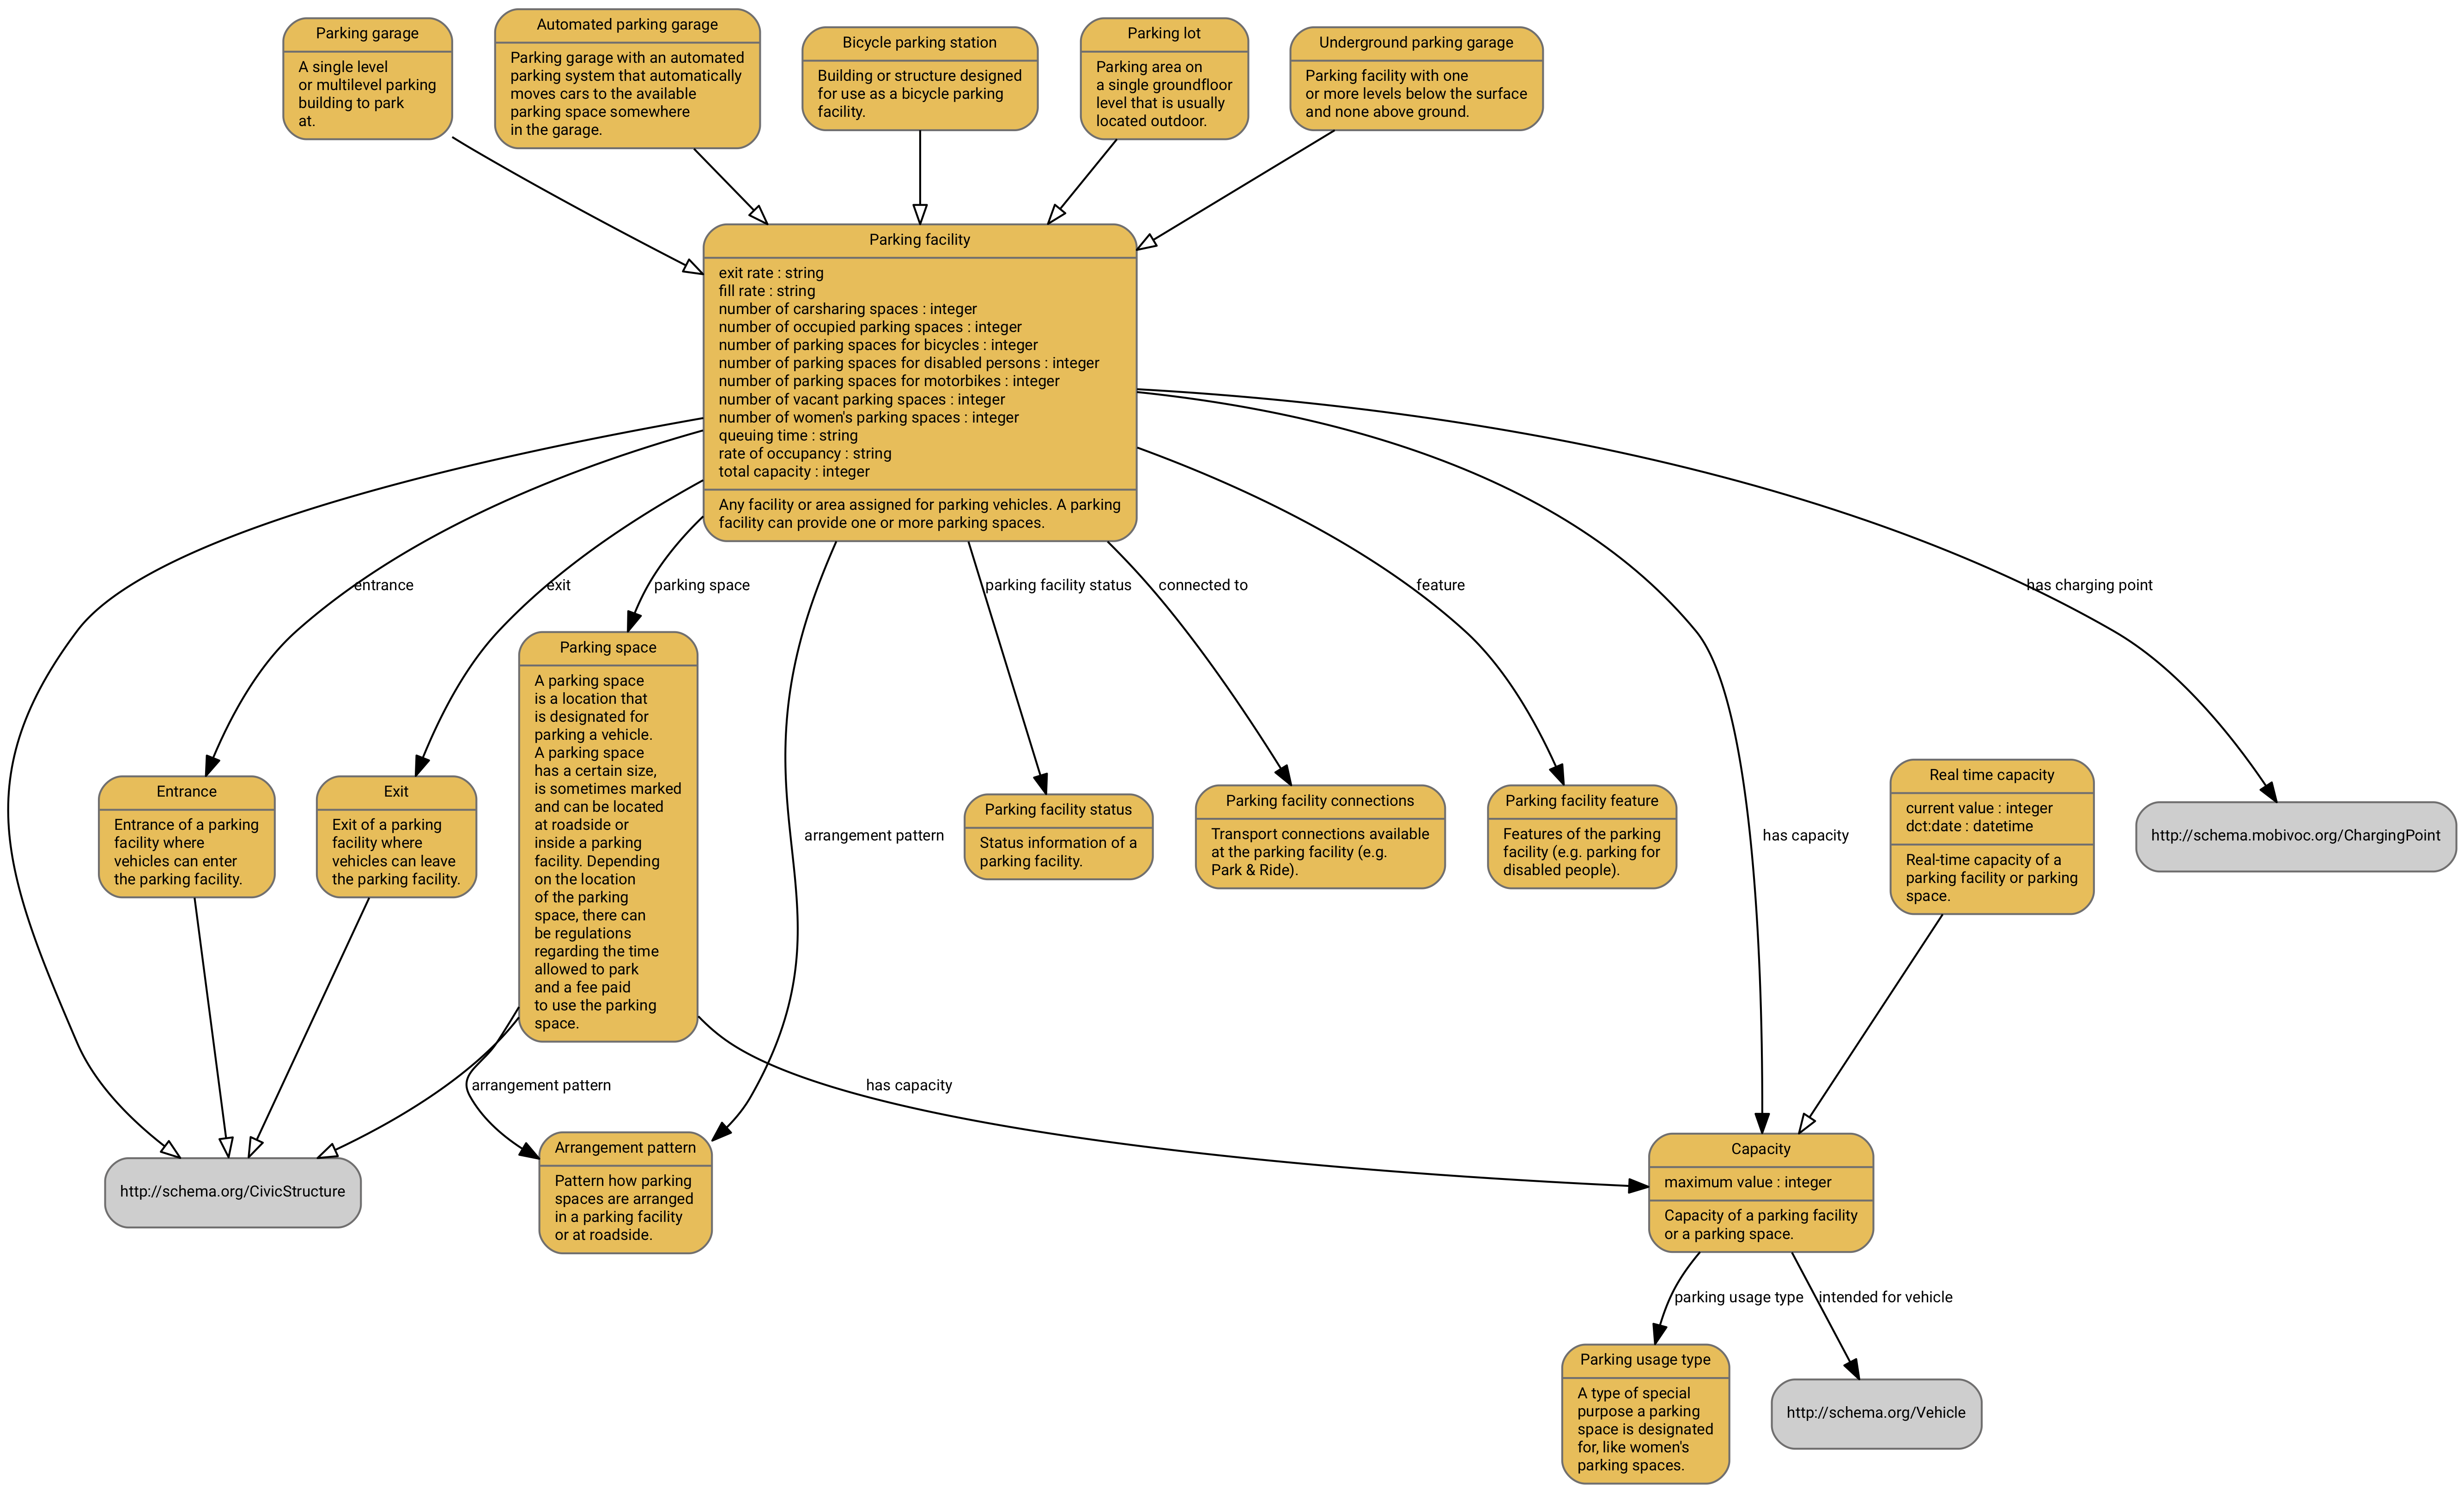 Parking garage
A single level
or multilevel parking
building to park
at.
Automated parking garage
Parking garage with an automated
parking system that automatically
moves cars to the available
parking space somewhere
in the garage.
Bicycle parking station
Building or structure designed
for use as a bicycle parking
facility.
Parking lot
Parking area on
a single groundfloor
level that is usually
located outdoor.
Underground parking garage
Parking facility with one
or more levels below the surface
and none above ground.
Parking facility
exit rate : string
fill rate : string
number of carsharing spaces : integer
number of occupied parking spaces : integer
number of parking spaces for bicycles : integer
number of parking spaces for disabled persons : integer
number of parking spaces for motorbikes : integer
number of vacant parking spaces : integer
number of women's parking spaces : integer
queuing time : string
rate of occupancy : string
total capacity : integer
Any facility or area assigned for parking vehicles. A parking
facility can provide one or more parking spaces.
entrance
exit
parking space
parking facility status
connected to
feature
has charging point
Parking space
A parking space
is a location that
is designated for
parking a vehicle.
A parking space
has a certain size,
is sometimes marked
and can be located
at roadside or
inside a parking
facility. Depending
on the location
of the parking
space, there can
be regulations
regarding the time
allowed to park
and a fee paid
to use the parking
space.
Entrance
Entrance of a parking
facility where
vehicles can enter
the parking facility.
Exit
Exit of a parking
facility where
vehicles can leave
the parking facility.
arrangement pattern
Parking facility status
Status information of a
parking facility.
Parking facility connections
Transport connections available
at the parking facility (e.g.
Park & Ride).
Parking facility feature
Features of the parking
facility (e.g. parking for
disabled people).
has capacity
Real time capacity
current value : integer
dct:date : datetime
Real-time capacity of a
parking facility or parking
space.
http://schema.mobivoc.org/ChargingPoint
arrangement pattern
has capacity
http://schema.org/CivicStructure
Arrangement pattern
Pattern how parking
spaces are arranged
in a parking facility
or at roadside.
Capacity
maximum value : integer
Capacity of a parking facility
or a parking space.
parking usage type
intended for vehicle
Parking usage type
A type of special
purpose a parking
space is designated
for, like women's
parking spaces.
http://schema.org/Vehicle